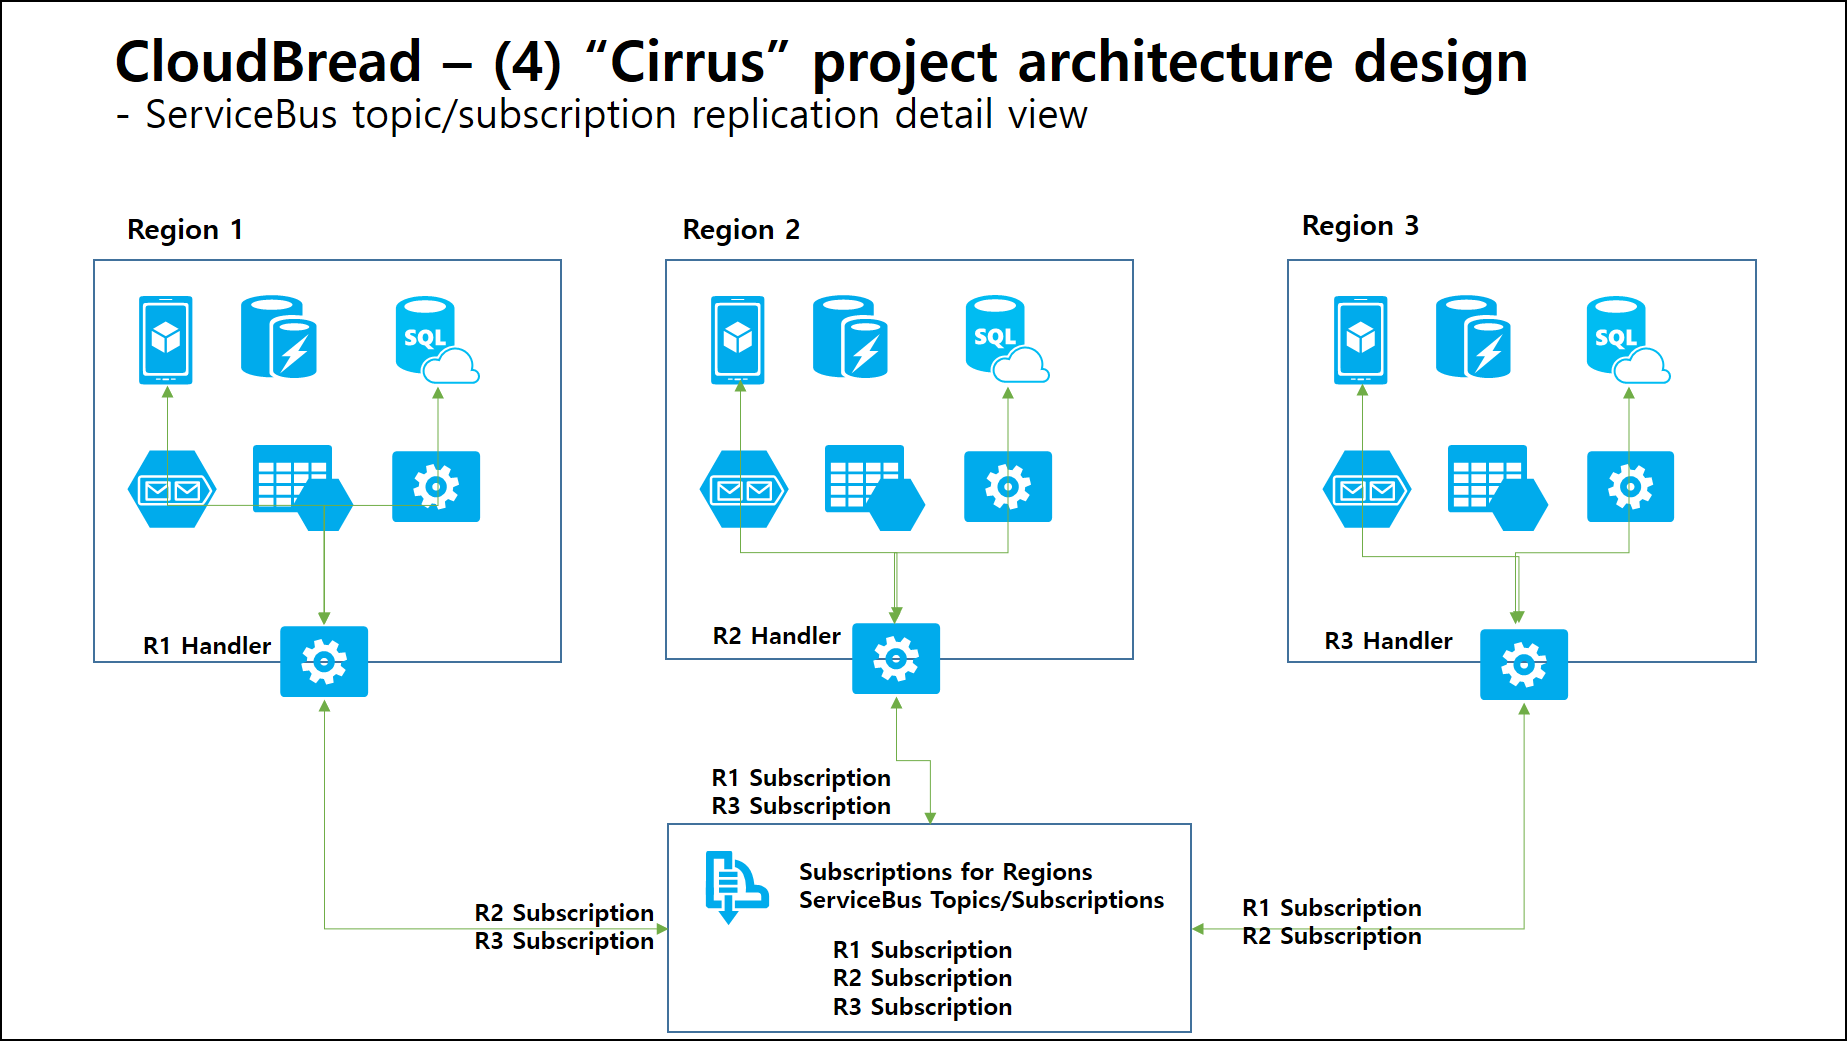 CloudBread – (4) “Cirrus” project architecture design
- ServiceBus topic/subscription replication detail view
Region 1
Region 2
Region 3
SQL
SQL
SQL
R1 Handler
R2 Handler
R3 Handler
R1 Subscription
R3 Subscription
R2 Subscription
R3 Subscription
Subscriptions for Regions
ServiceBus Topics/Subscriptions
R1 Subscription
R2 Subscription
R3 Subscription
R1 Subscription
R2 Subscription